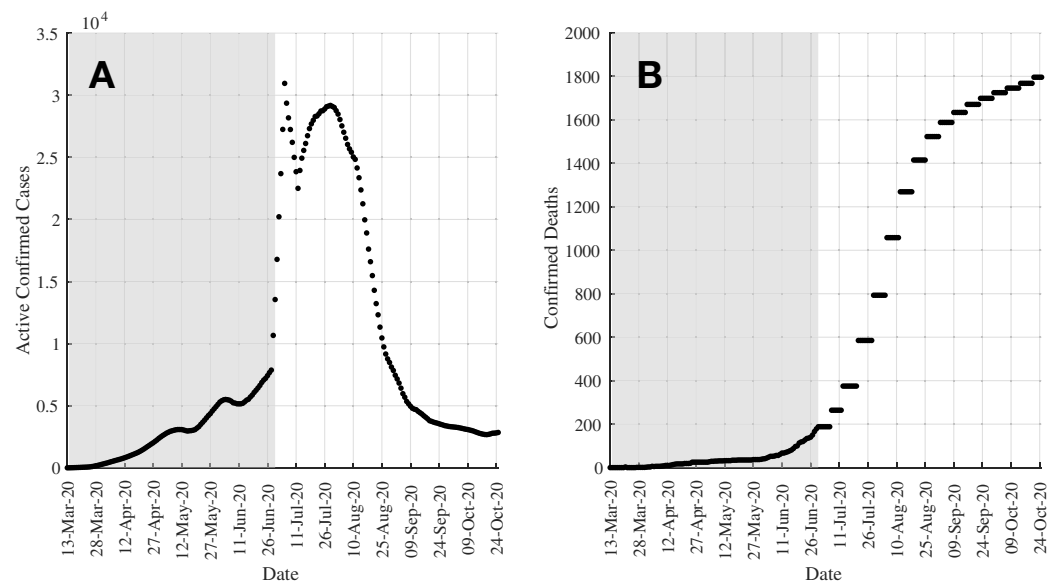 10^4
A
Active Confirmed Cases
3.5
3
2.5
2
1.5
1
0.5
0
13-Mar-20
28-Mar-20
12-Apr-20
27-Apr-20
12-May-20
27-May-20
11-Jun-20
26-Jun-20
11-Jul-20
26-Jul-20
10-Aug-20
25-Aug-20
09-Sep-20
24-Sep-20
09-Oct-20
24-Oct-20
Date
B
Confirmed Deaths
2000
1800
1600
1400
1200
1000
800
600
400
200
0
13-Mar-20
28-Mar-20
12-Apr-20
27-Apr-20
12-May-20
27-May-20
11-Jun-20
26-Jun-20
11-Jul-20
26-Jul-20
10-Aug-20
25-Aug-20
09-Sep-20
24-Sep-20
09-Oct-20
24-Oct-20
Date